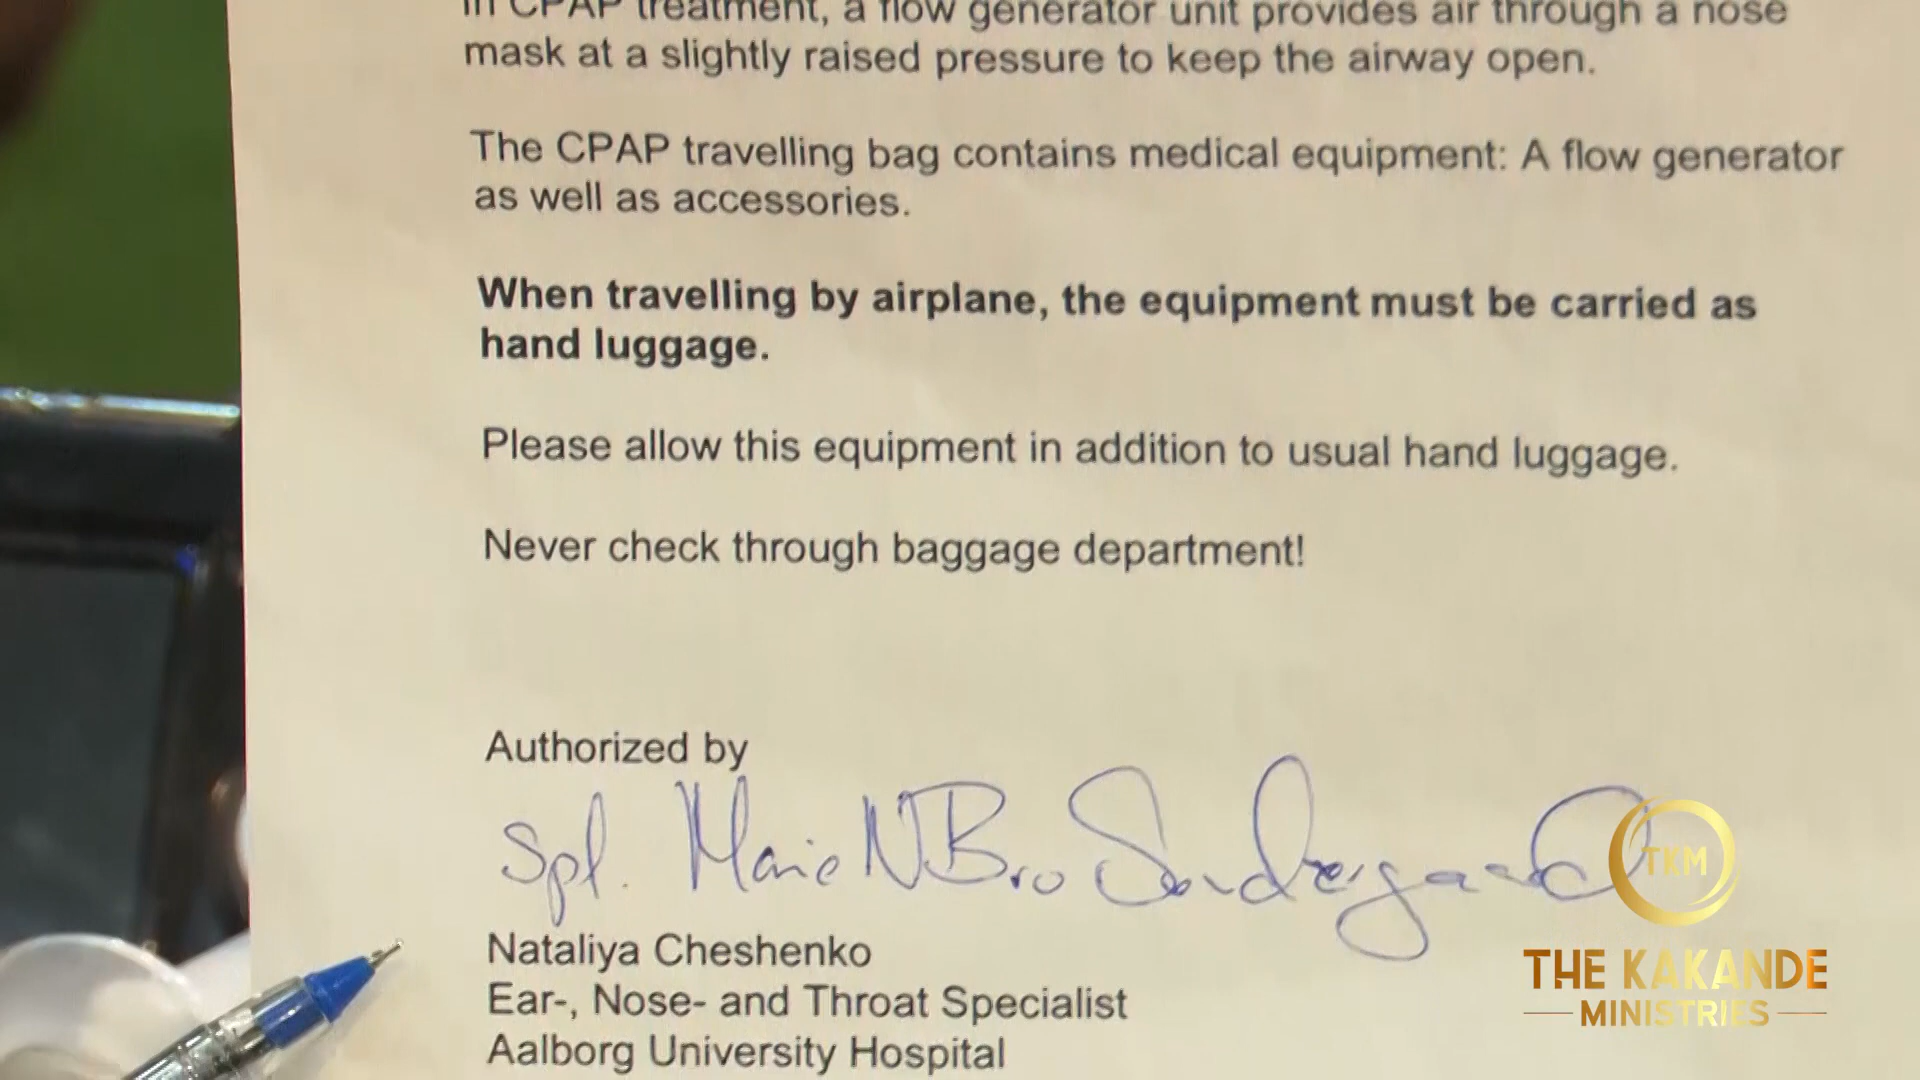 In CPAP treatment, a flow generator unit provides air through a nose
mask at a slightly raised pressure to keep the airway open.
The CPAP travelling bag contains medical equipment: A flow generator
as well as accessories.
When travelling by airplane, the equipment must be carried as
hand luggage.
Please allow this equipment in addition to usual hand luggage.
Never check through baggage department!
Authorized by
Spl. Marie N Bro Sondergaard
Nataliya Cheshenko
Ear-, Nose- and Throat Specialist
Aalborg University Hospital
TKM
THE KAKANDE
MINISTRIES